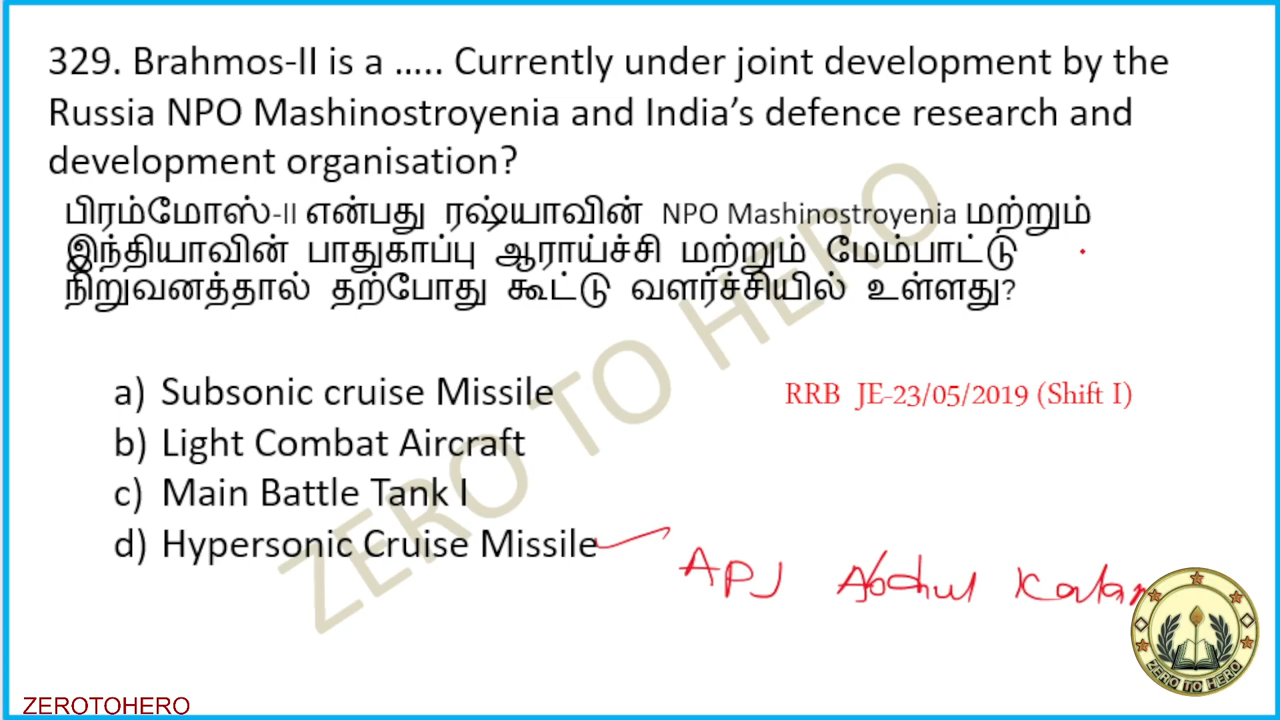 329. Brahmos-II is a ..... Currently under joint development by the
Russia NPO Mashinostroyenia and India’s defence research and
development organisation?
பிரம்மோஸ்-II என்பது ரஷ்யாவின் NPO Mashinostroyenia மற்றும்
இந்தியாவின் பாதுகாப்பு ஆராய்ச்சி மற்றும் மேம்பாட்டு
நிறுவனத்தால் தற்போது கூட்டு வளர்ச்சியில் உள்ளது?
a) Subsonic cruise Missile
RRB JE-23/05/2019 (Shift I)
b) Light Combat Aircraft
c) Main Battle Tank I
d) Hypersonic Cruise Missile
APJ Abdul Kalam
ZERO TO HERO
ZERO TO HERO
ZEROTOHERO